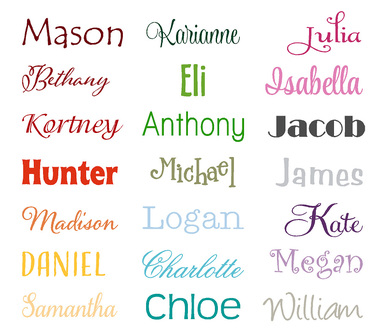 Mason Karianne Julia
Bethany Eli Isabella
Kortney Anthony Jacob
Hunter Michael James
Madison Logan Kate
DANIEL Charlotte Megan
Samantha Chloe William